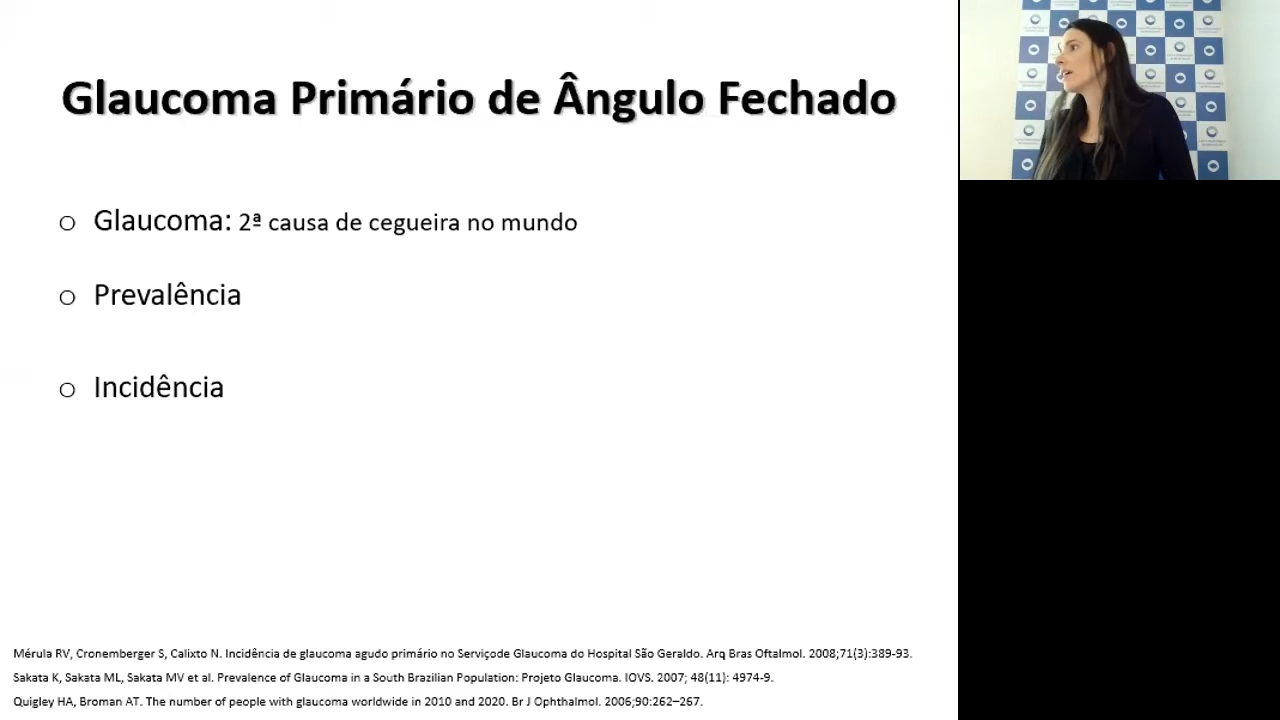 Glaucoma Primário de Ângulo Fechado
o Glaucoma: 2ª causa de cegueira no mundo
o Prevalência
o Incidência
Mérula RV, Cronemberger S, Calixto N. Incidência de glaucoma agudo primário no Serviçode Glaucoma do Hospital São Geraldo. Arq Bras Oftalmol. 2008;71(3):389-93.
Sakata K, Sakata ML, Sakata MV et al. Prevalence of Glaucoma in a South Brazilian Population: Projeto Glaucoma. IOVS. 2007; 48(11): 4974-9.
Quigley HA, Broman AT. The number of people with glaucoma worldwide in 2010 and 2020. Br J Ophthalmol. 2006;90:262–267.